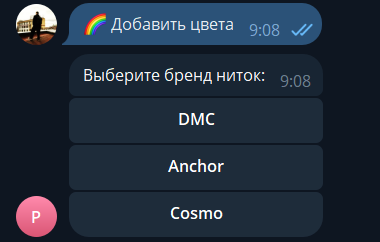 🌈 Добавить цвета 9:08
Выберите бренд ниток: 9:08
DMC
Anchor
Cosmo
P